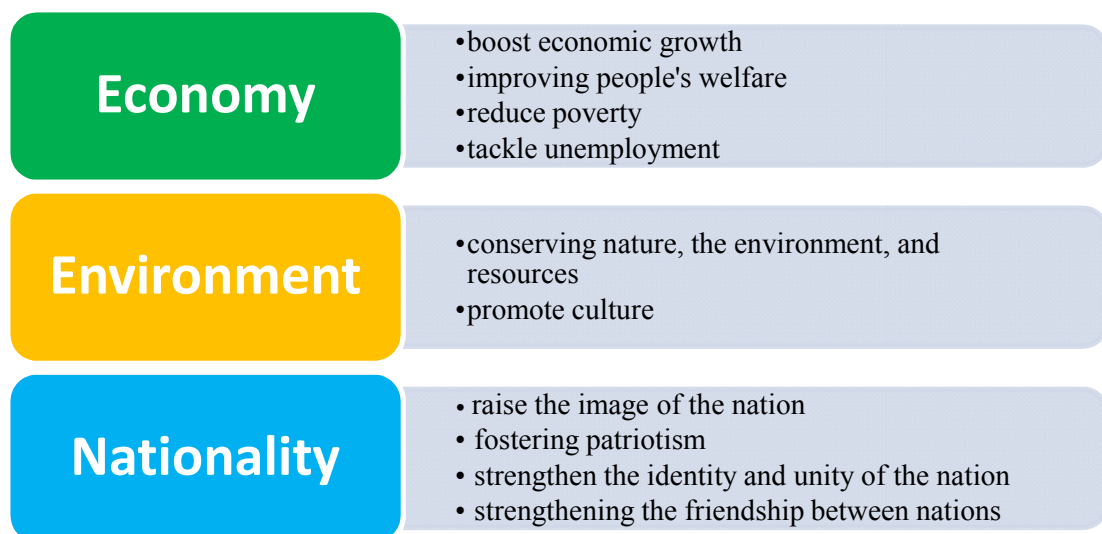 Economy
•boost economic growth
•improving people's welfare
•reduce poverty
•tackle unemployment
Environment
•conserving nature, the environment, and
resources
•promote culture
Nationality
• raise the image of the nation
• fostering patriotism
• strengthen the identity and unity of the nation
• strengthening the friendship between nations